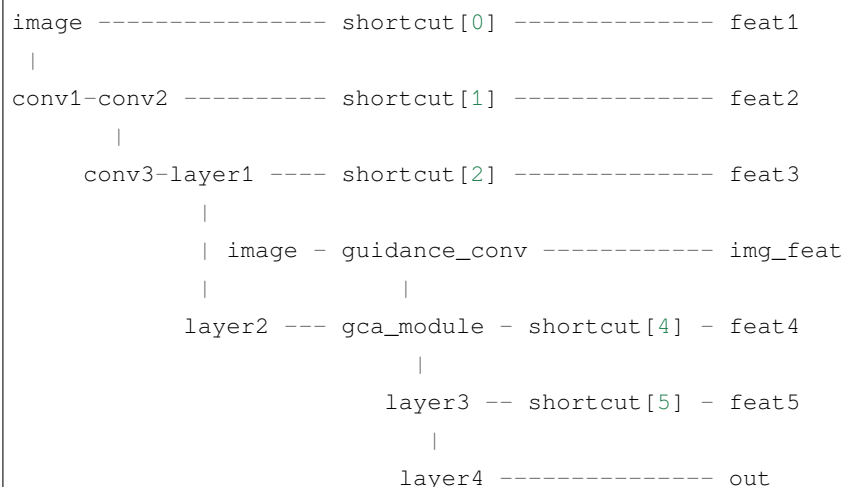 image ---------------- shortcut[0] -------------- feat1
 |
conv1-conv2 ---------- shortcut[1] -------------- feat2
       |
     conv3-layer1 ---- shortcut[2] -------------- feat3
             |
             | image - guidance_conv ------------ img_feat
             |             |
            layer2 --- gca_module - shortcut[4] - feat4
                            |
                          layer3 -- shortcut[5] - feat5
                             |
                           layer4 --------------- out